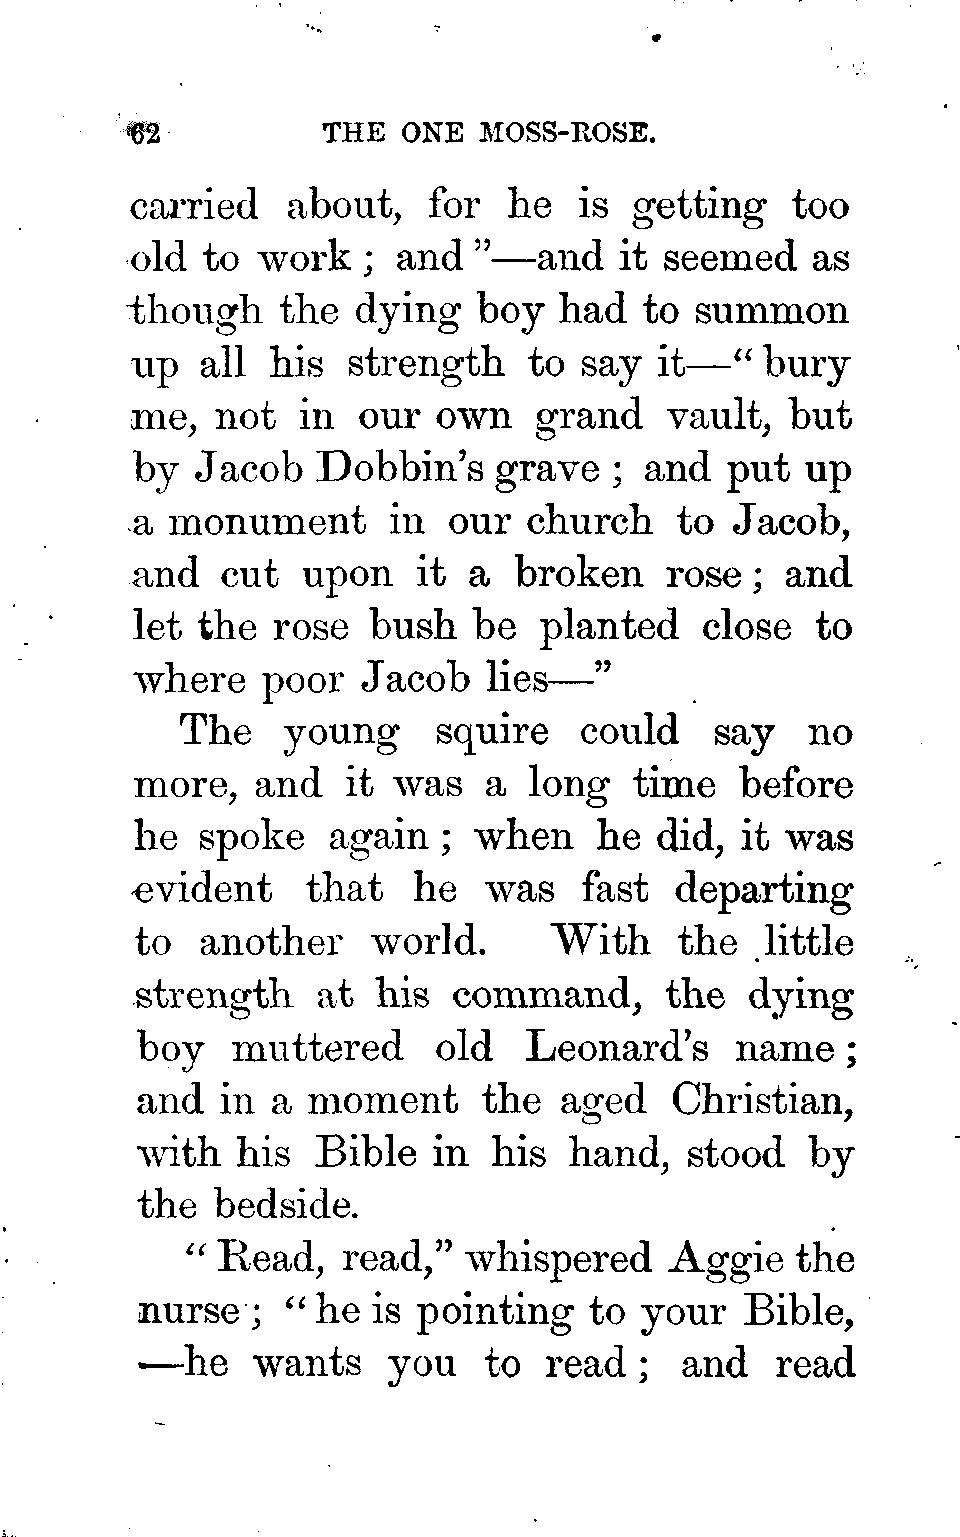 62 THE ONE MOSS-ROSE.
carried about, for he is getting too
old to work ; and "—and it seemed as
though the dying boy had to summon
up all his strength to say it—" bury
me, not in our own grand vault, but
by Jacob Dobbin's grave ; and put up
a monument in our church to Jacob,
and cut upon it a broken rose ; and
let the rose bush be planted close to
where poor Jacob lies—"
The young squire could say no
more, and it was a long time before
he spoke again ; when he did, it was
evident that he was fast departing
to another world. With the little
strength at his command, the dying
boy muttered old Leonard's name ;
and in a moment the aged Christian,
with his Bible in his hand, stood by
the bedside.
" Read, read," whispered Aggie the
nurse ; " he is pointing to your Bible,
—he wants you to read ; and read